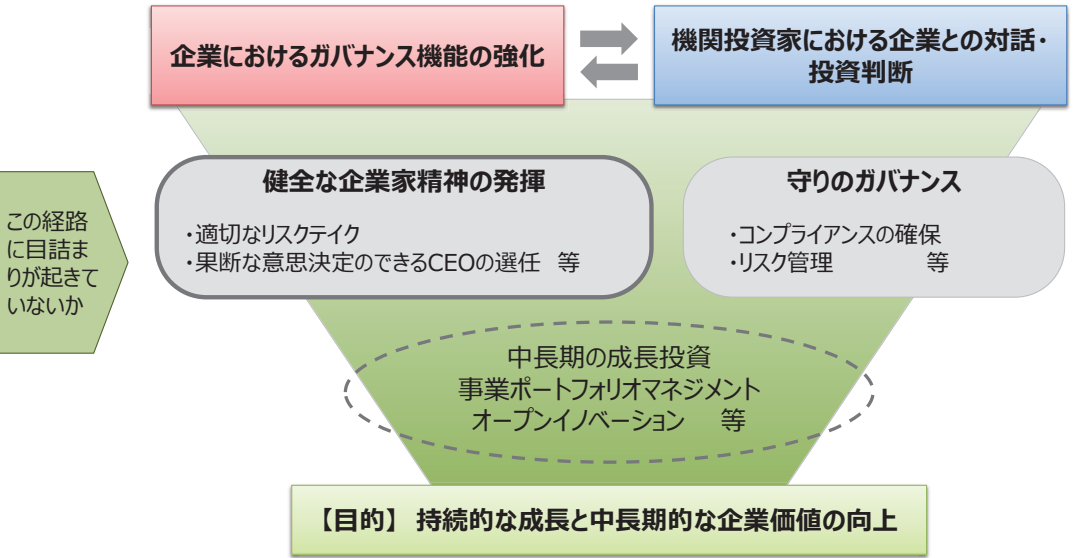 企業におけるガバナンス機能の強化
機関投資家における企業との対話・
投資判断
この経路
に目詰ま
りが起きて
いないか
健全な企業家精神の発揮
・適切なリスクテイク
・果断な意思決定のできるCEOの選任 等
守りのガバナンス
・コンプライアンスの確保
・リスク管理 等
中長期の成長投資
事業ポートフォリオマネジメント
オープンイノベーション 等
【目的】 持続的な成長と中長期的な企業価値の向上